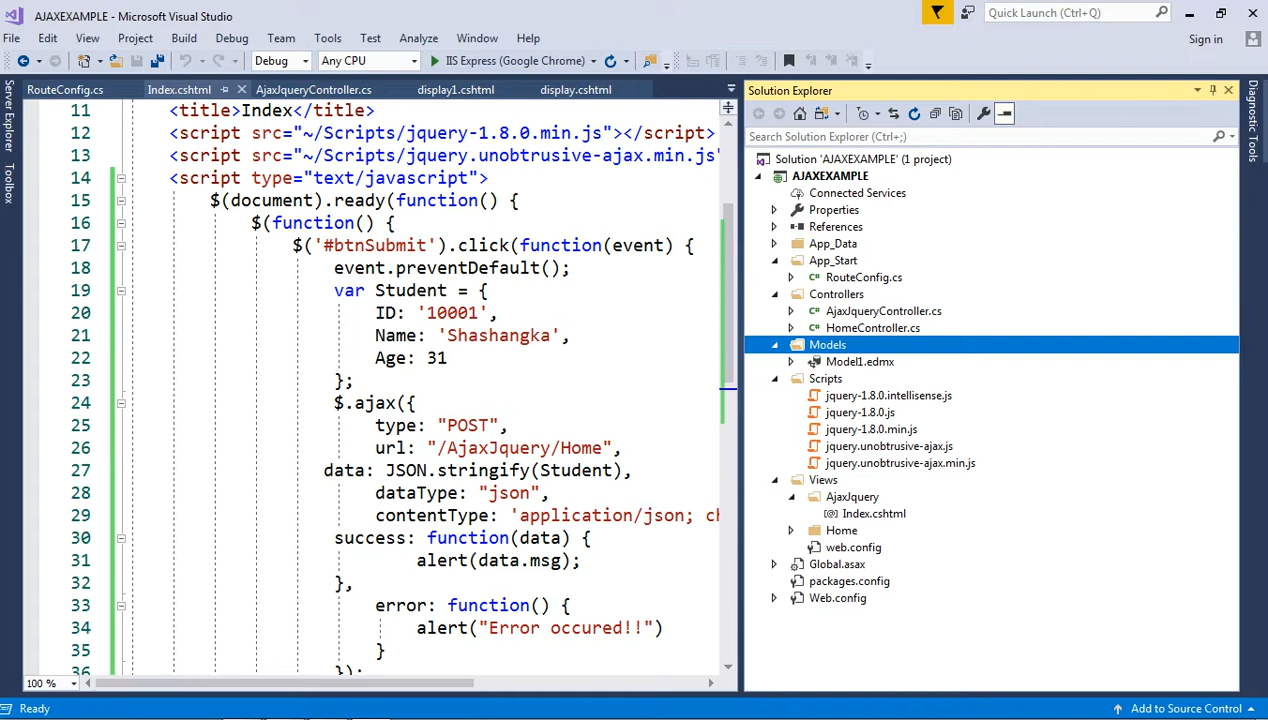 AJAXEXAMPLE - Microsoft Visual Studio
Quick Launch (Ctrl+Q)
File Edit View Project Build Debug Team Tools Test Analyze Window Help
Sign in
Debug Any CPU IIS Express (Google Chrome)
Server Explorer
Toolbox
RouteConfig.cs Index.cshtml AjaxJqueryController.cs display1.cshtml display.cshtml
11 <title>Index</title>
12 <script src="~/Scripts/jquery-1.8.0.min.js"></script>
13 <script src="~/Scripts/jquery.unobtrusive-ajax.min.js"
14 <script type="text/javascript">
15 $(document).ready(function() {
16 $(function() {
17 $('#btnSubmit').click(function(event) {
18 event.preventDefault();
19 var Student = {
20 ID: '10001',
21 Name: 'Shashangka',
22 Age: 31
23 };
24 $.ajax({
25 type: "POST",
26 url: "/AjaxJquery/Home",
27 data: JSON.stringify(Student),
28 dataType: "json",
29 contentType: 'application/json;
30 success: function(data) {
31 alert(data.msg);
32 },
33 error: function() {
34 alert("Error occured!!")
35 }
36 });
100 %
Solution Explorer
Search Solution Explorer (Ctrl+;)
Solution 'AJAXEXAMPLE' (1 project)
AJAXEXAMPLE
Connected Services
Properties
References
App_Data
App_Start
RouteConfig.cs
Controllers
AjaxJqueryController.cs
HomeController.cs
Models
Model1.edmx
Scripts
jquery-1.8.0.intellisense.js
jquery-1.8.0.js
jquery-1.8.0.min.js
jquery.unobtrusive-ajax.js
jquery.unobtrusive-ajax.min.js
Views
AjaxJquery
Index.cshtml
Home
web.config
Global.asax
packages.config
Web.config
Diagnostic Tools
Ready
Add to Source Control